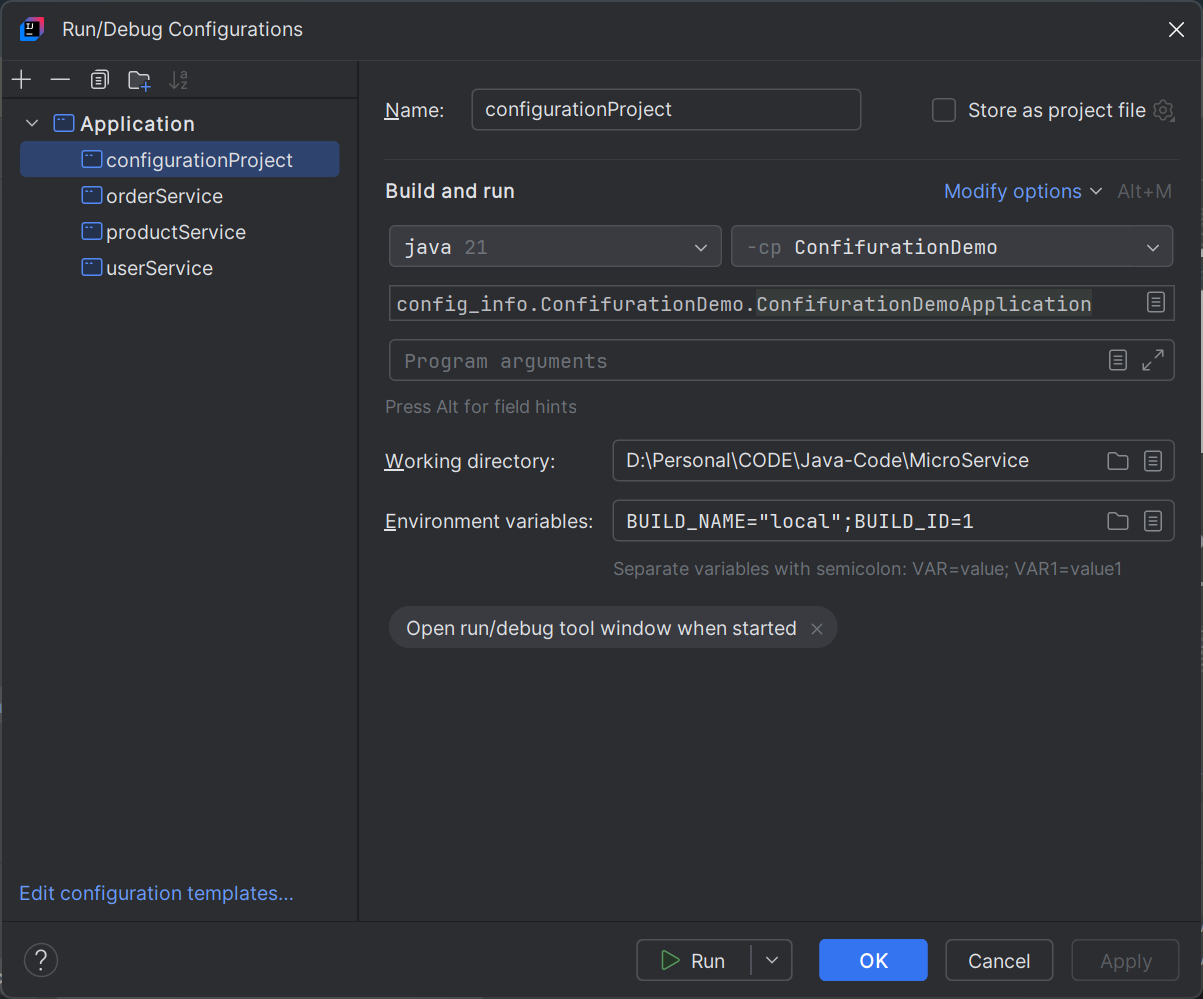 Run/Debug Configurations
Application
configurationProject
orderService
productService
userService
Edit configuration templates...
Name: configurationProject Store as project file
Build and run Modify options Alt+M
java 21 -cp ConfifurationDemo
config_info.ConfifurationDemo.ConfifurationDemoApplication
Program arguments
Press Alt for field hints
Working directory: D:\Personal\CODE\Java-Code\MicroService
Environment variables: BUILD_NAME="local";BUILD_ID=1
Separate variables with semicolon: VAR=value; VAR1=value1
Open run/debug tool window when started
? Run OK Cancel Apply